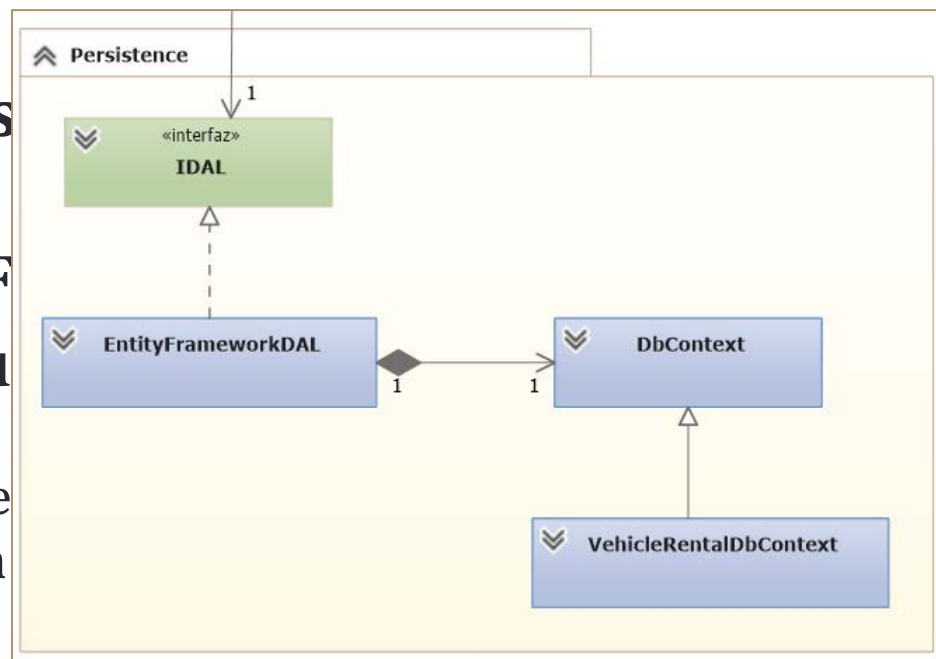 Persistence
1
«interfaz»
IDAL
EntityFrameworkDAL
1
1
DbContext
VehicleRentalDbContext